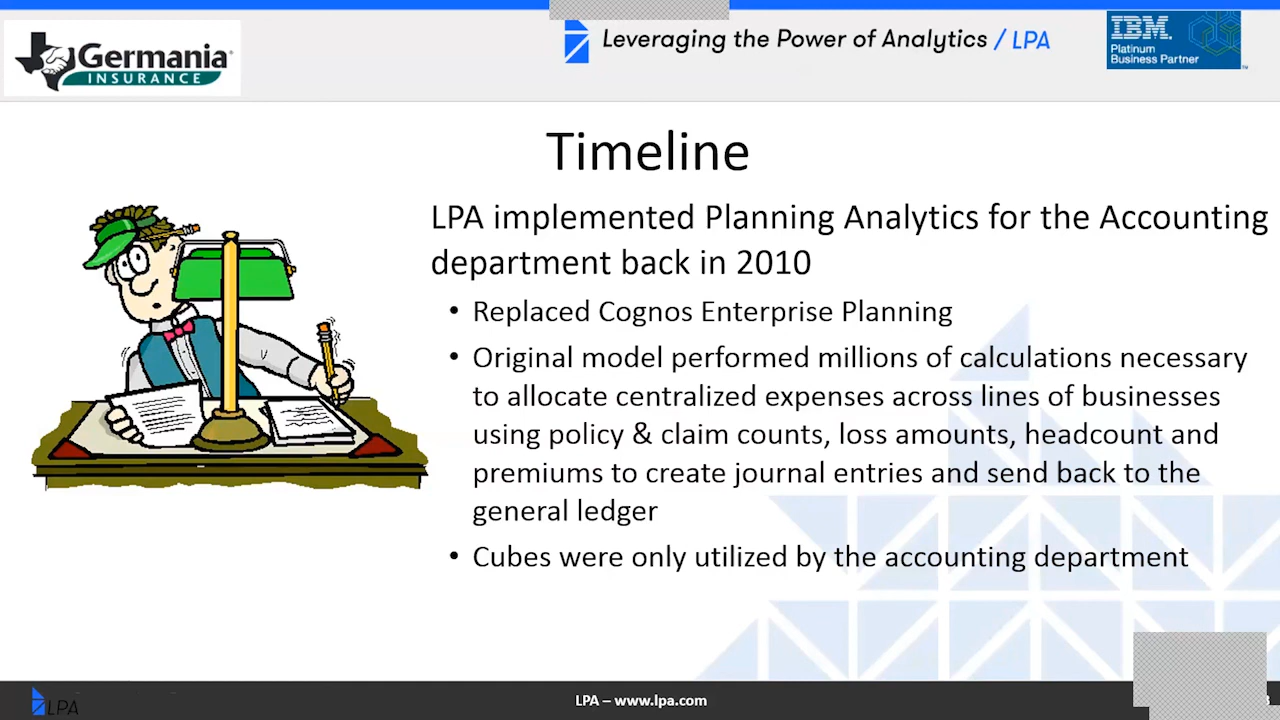 Germania
INSURANCE
Leveraging the Power of Analytics / LPA
IBM
Platinum
Business Partner
Timeline
LPA implemented Planning Analytics for the Accounting
department back in 2010
• Replaced Cognos Enterprise Planning
• Original model performed millions of calculations necessary
to allocate centralized expenses across lines of businesses
using policy & claim counts, loss amounts, headcount and
premiums to create journal entries and send back to the
general ledger
• Cubes were only utilized by the accounting department
LPA
LPA – www.lpa.com